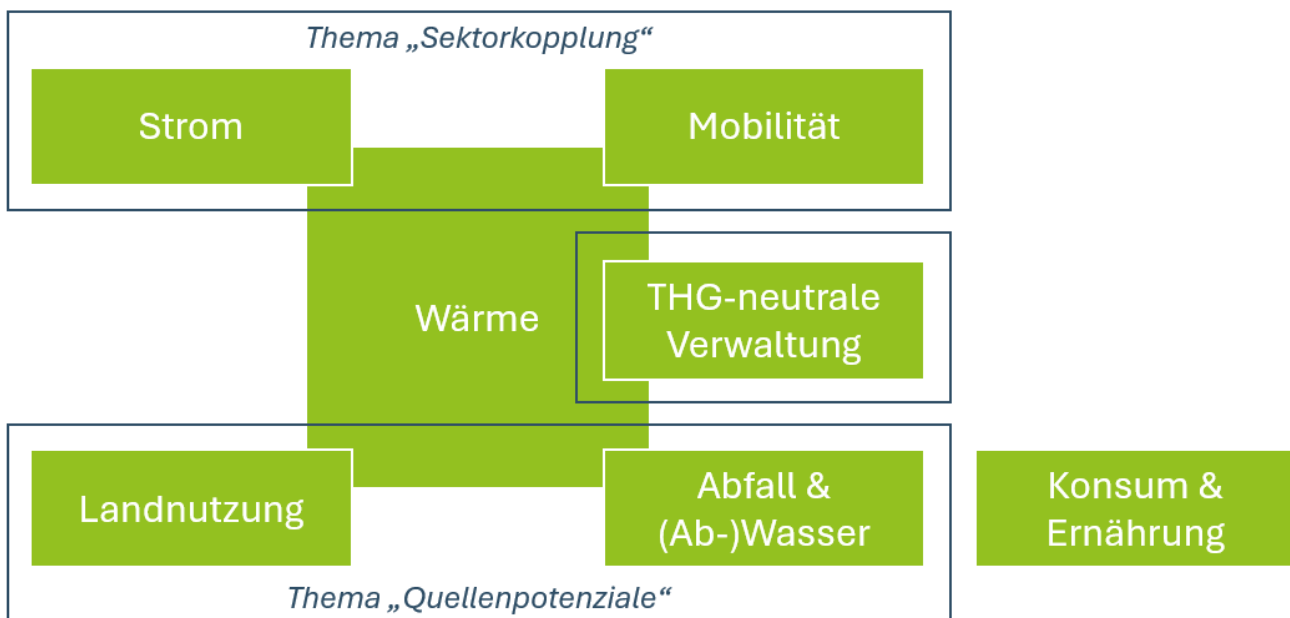 Thema „Sektorkopplung“
Strom
Mobilität
Wärme
THG-neutrale
Verwaltung
Landnutzung
Abfall &
(Ab-)Wasser
Konsum &
Ernährung
Thema „Quellenpotenziale“